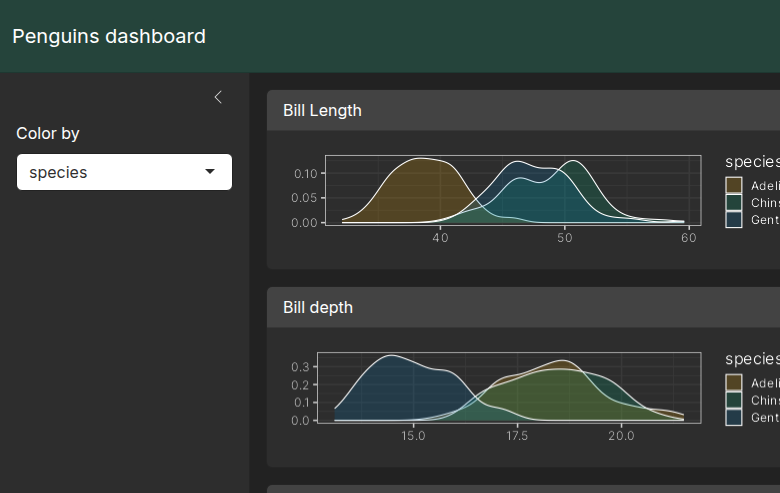 Penguins dashboard
Color by
species
Bill Length
0.10
0.05
0.00
40 50 60
species
Adeli
Chins
Gent
Bill depth
0.3
0.2
0.1
0.0
15.0 17.5 20.0
species
Adeli
Chins
Gent